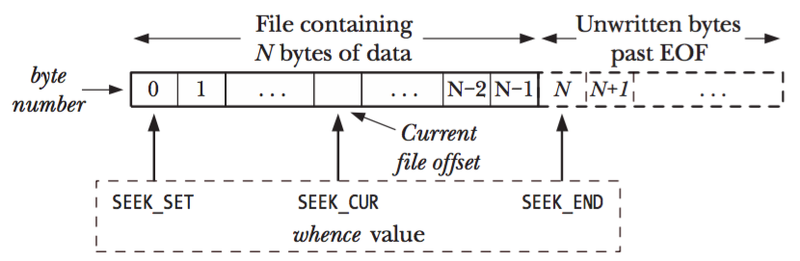 File containing
N bytes of data
Unwritten bytes
past EOF
byte
number
0 1 ... ... N−2 N−1 N N+1 ...
Current
file offset
SEEK_SET SEEK_CUR SEEK_END
whence value